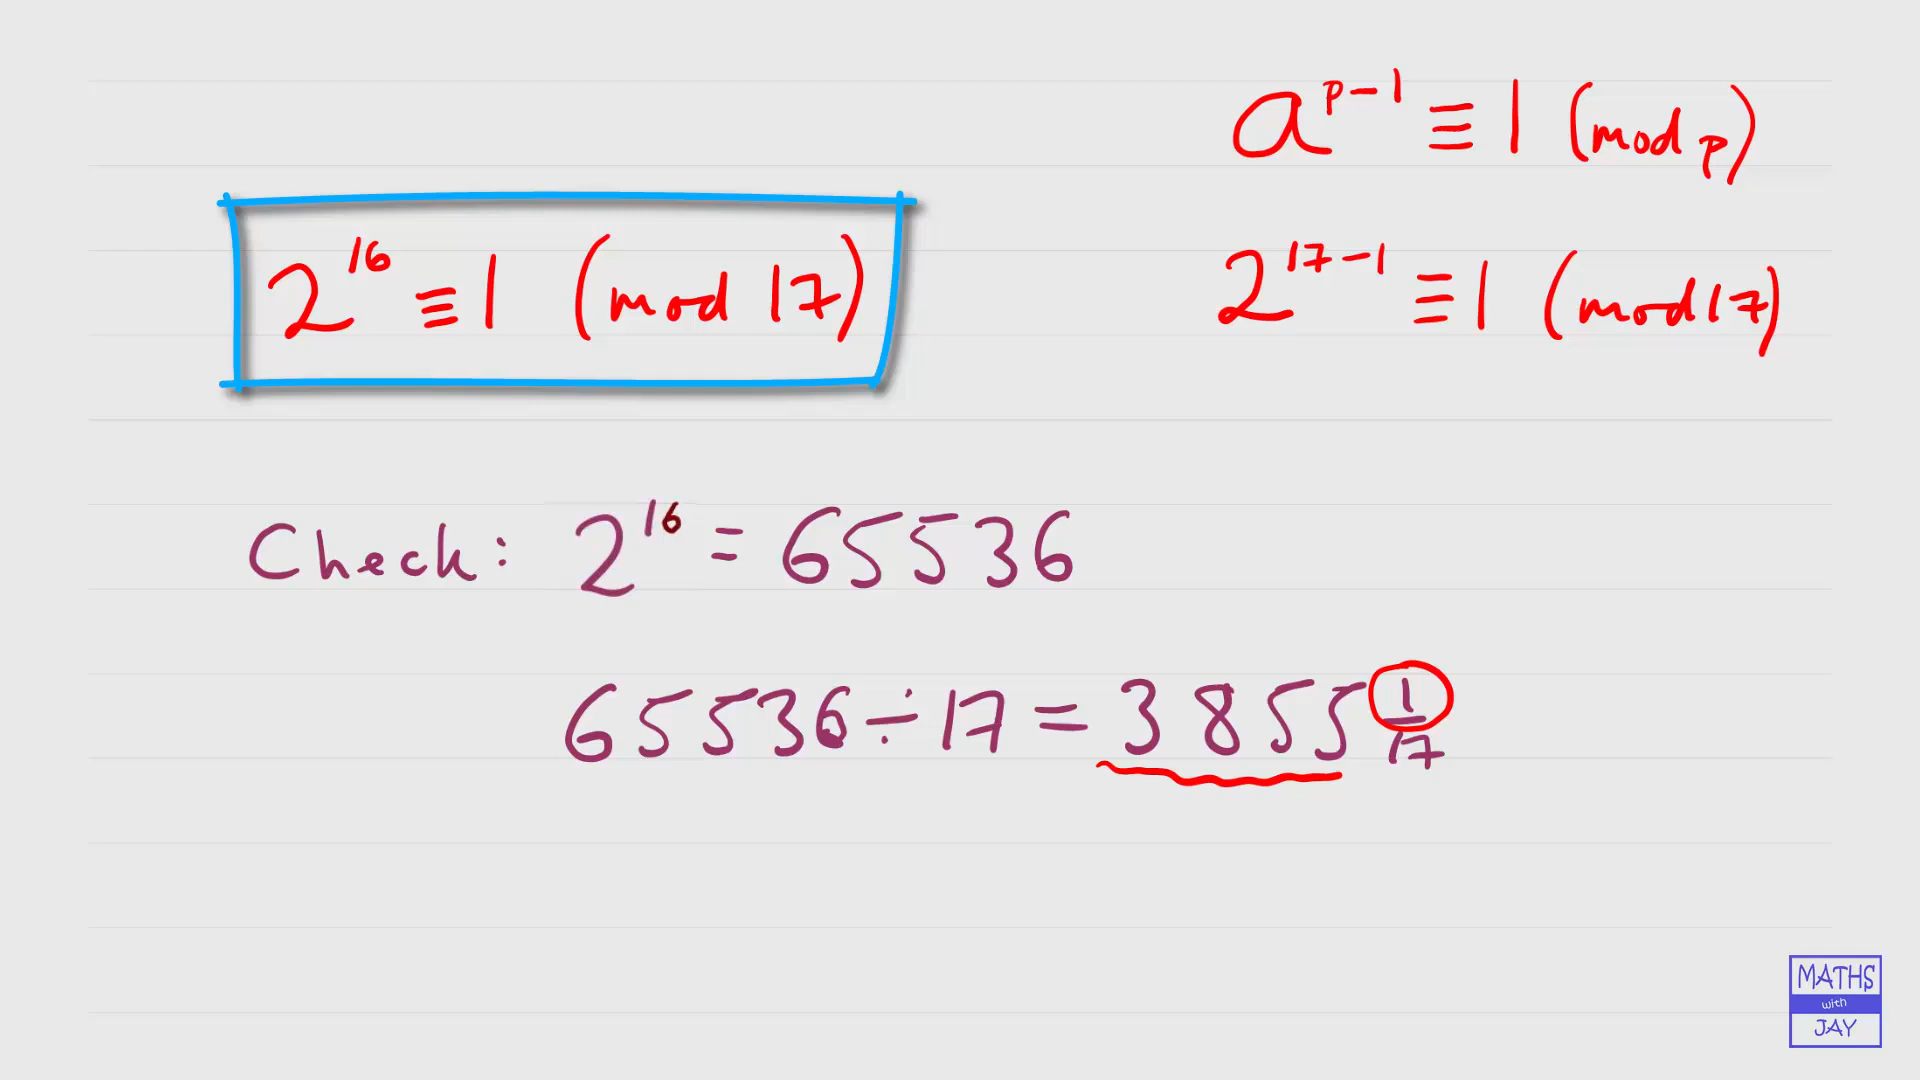 a^{p-1} ≡ 1 (mod p)
2^{16} ≡ 1 (mod 17)
2^{17-1} ≡ 1 (mod 17)
Check: 2^{16} = 65536
65536 ÷ 17 = 3855 1/17
MATHS
with
JAY